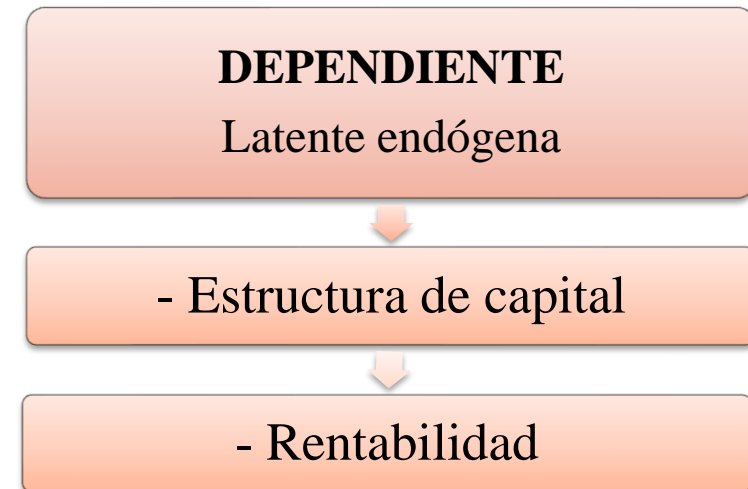 DEPENDIENTE
Latente endógena
- Estructura de capital
- Rentabilidad